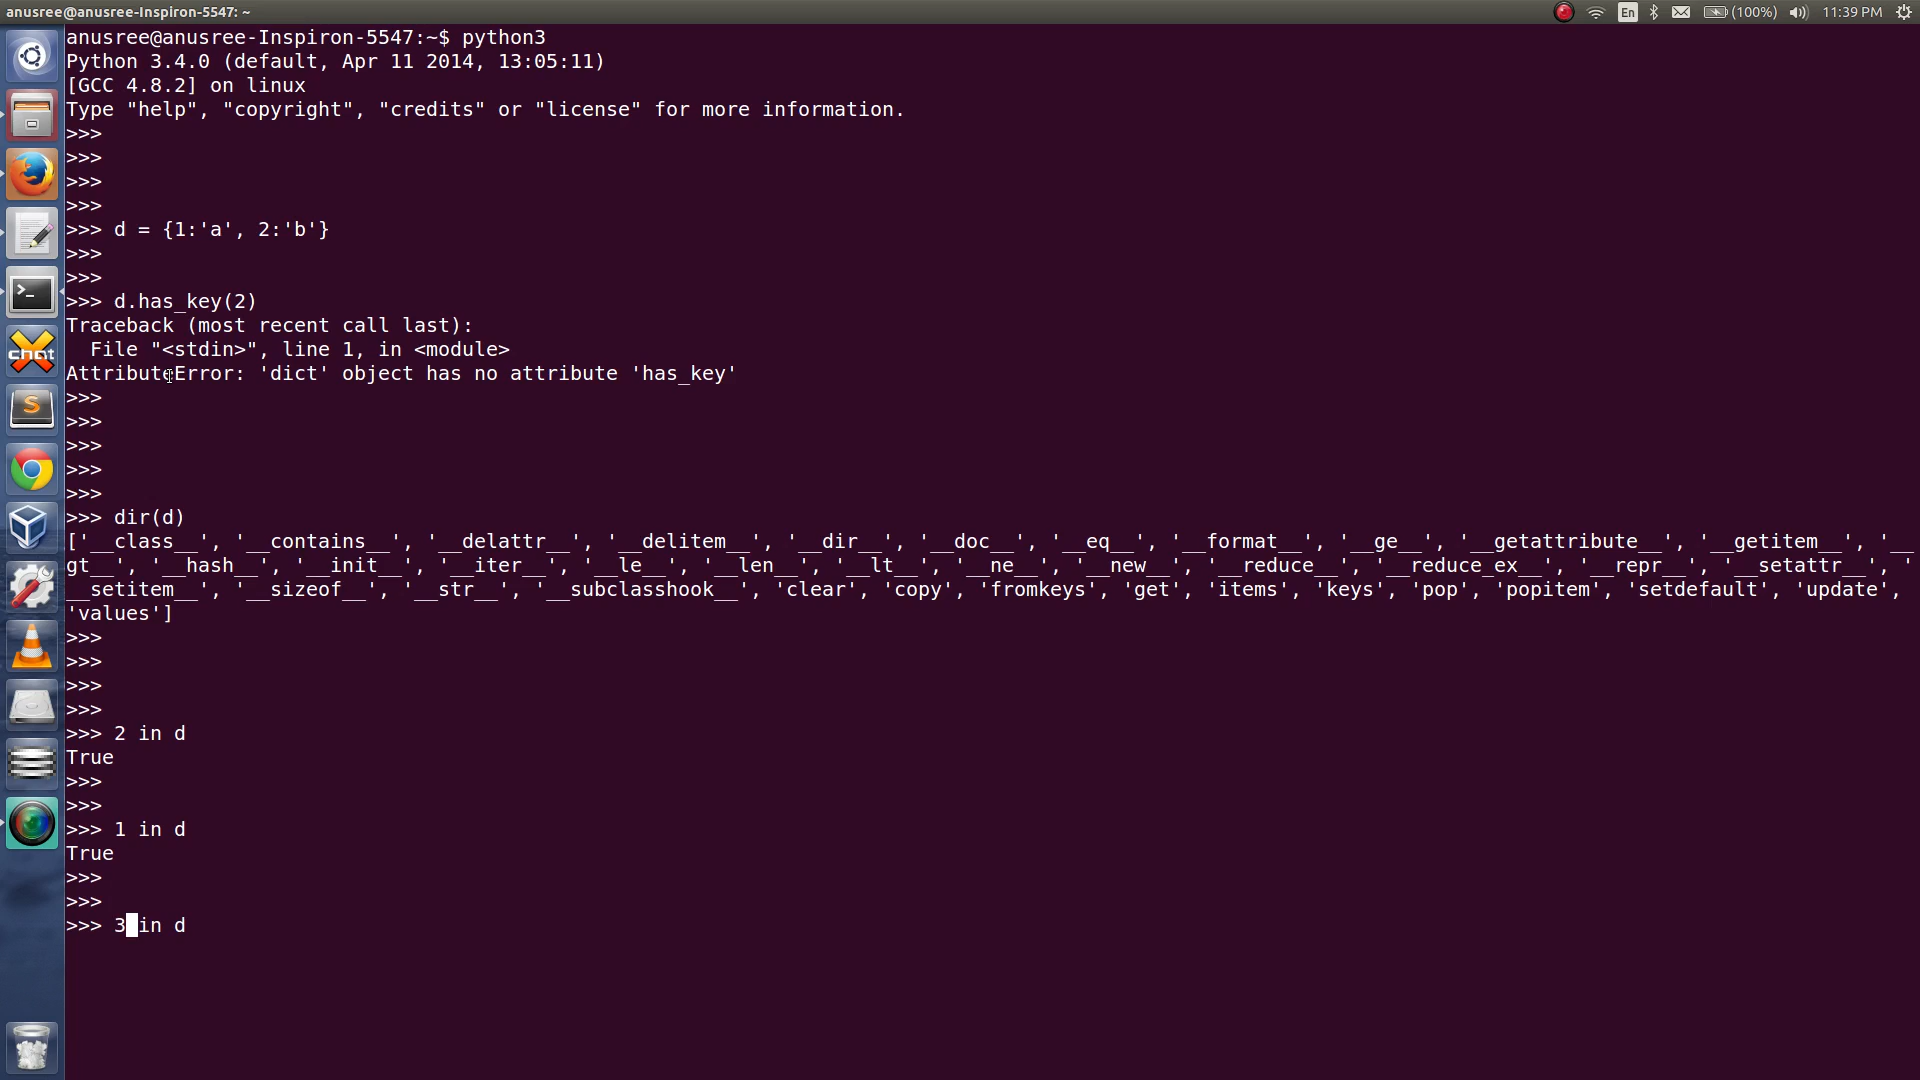 anusree@anusree-Inspiron-5547: ~
En
(100%)
11:39 PM
anusree@anusree-Inspiron-5547:~$ python3
Python 3.4.0 (default, Apr 11 2014, 13:05:11)
[GCC 4.8.2] on linux
Type "help", "copyright", "credits" or "license" for more information.
>>>
>>>
>>>
>>>
>>> d = {1:'a', 2:'b'}
>>>
>>>
>>> d.has_key(2)
Traceback (most recent call last):
  File "<stdin>", line 1, in <module>
AttributeError: 'dict' object has no attribute 'has_key'
>>>
>>>
>>>
>>>
>>>
>>> dir(d)
['__class__', '__contains__', '__delattr__', '__delitem__', '__dir__', '__doc__', '__eq__', '__format__', '__ge__', '__getattribute__', '__getitem__', '__
gt__', '__hash__', '__init__', '__iter__', '__le__', '__len__', '__lt__', '__ne__', '__new__', '__reduce__', '__reduce_ex__', '__repr__', '__setattr__', '
__setitem__', '__sizeof__', '__str__', '__subclasshook__', 'clear', 'copy', 'fromkeys', 'get', 'items', 'keys', 'pop', 'popitem', 'setdefault', 'update',
'values']
>>>
>>>
>>>
>>>
>>> 2 in d
True
>>>
>>>
>>> 1 in d
True
>>>
>>>
>>> 3 in d
chat
S